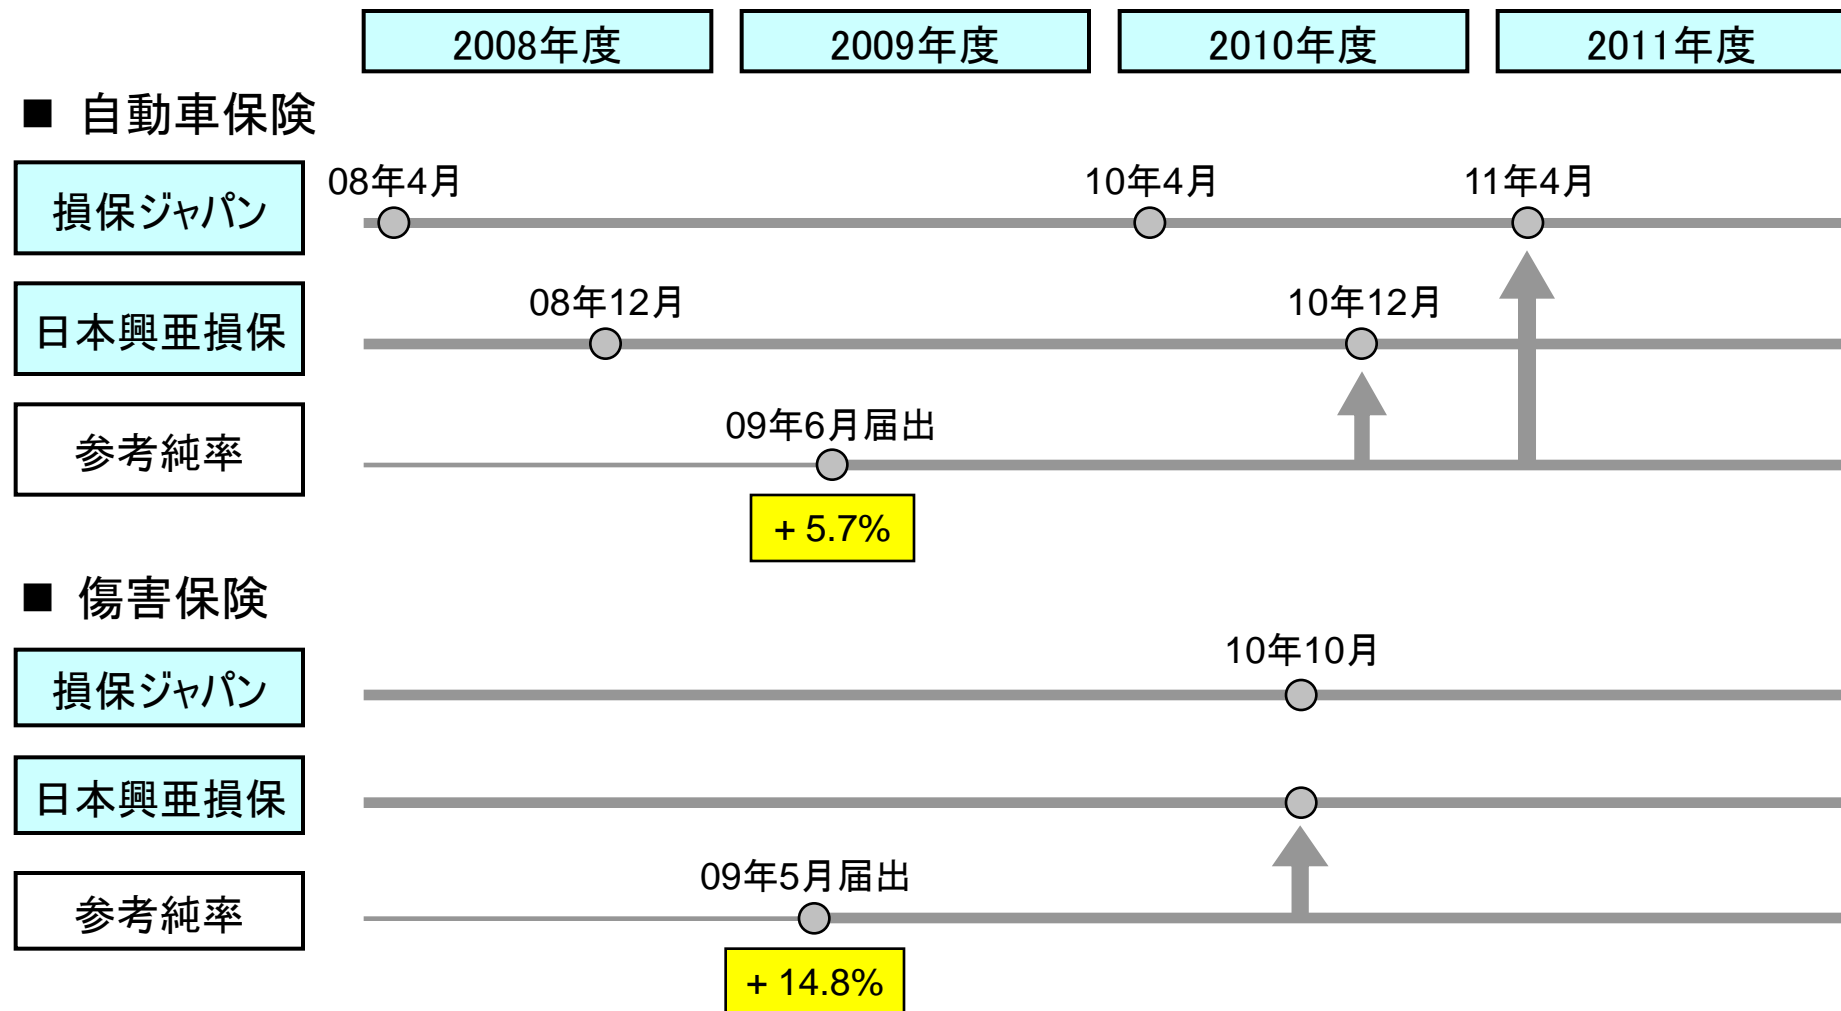 2008年度 2009年度 2010年度 2011年度
■ 自動車保険
損保ジャパン
08年4月 10年4月 11年4月
日本興亜損保
08年12月 10年12月
参考純率
09年6月届出
+ 5.7%
■ 傷害保険
損保ジャパン
10年10月
日本興亜損保
参考純率
09年5月届出
+ 14.8%